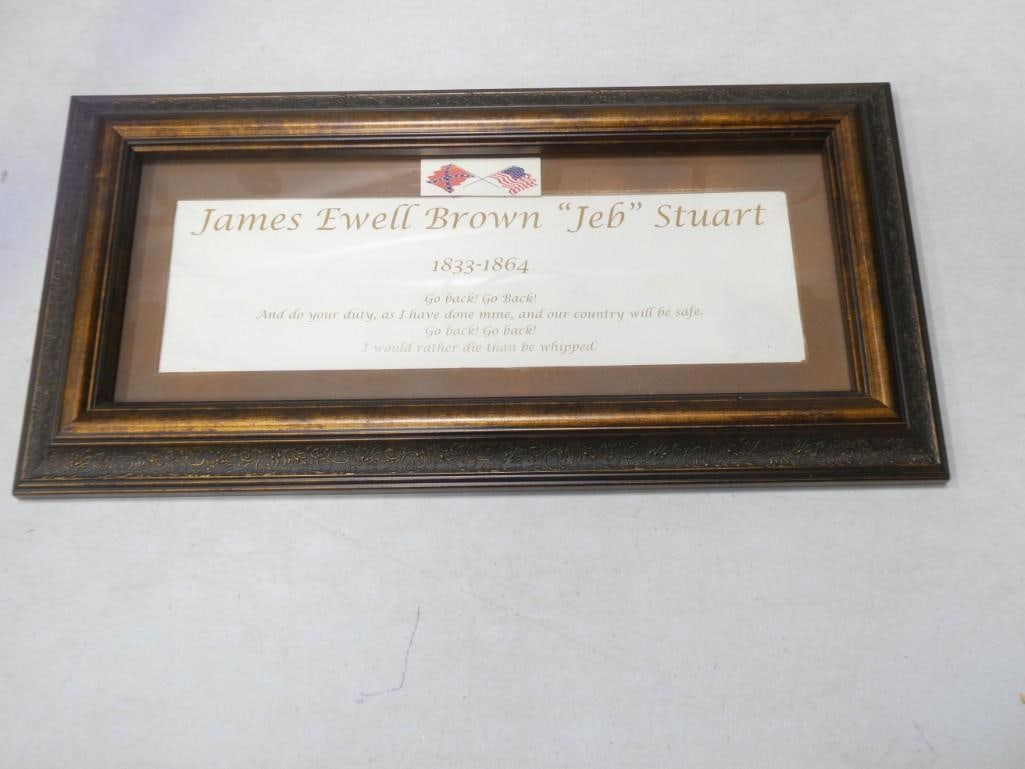 James Ewell Brown “Jeb” Stuart
1833-1864
Go back! Go Back!
And do your duty, as I have done mine, and our country will be safe.
Go back! Go back!
I would rather die than be whipped.